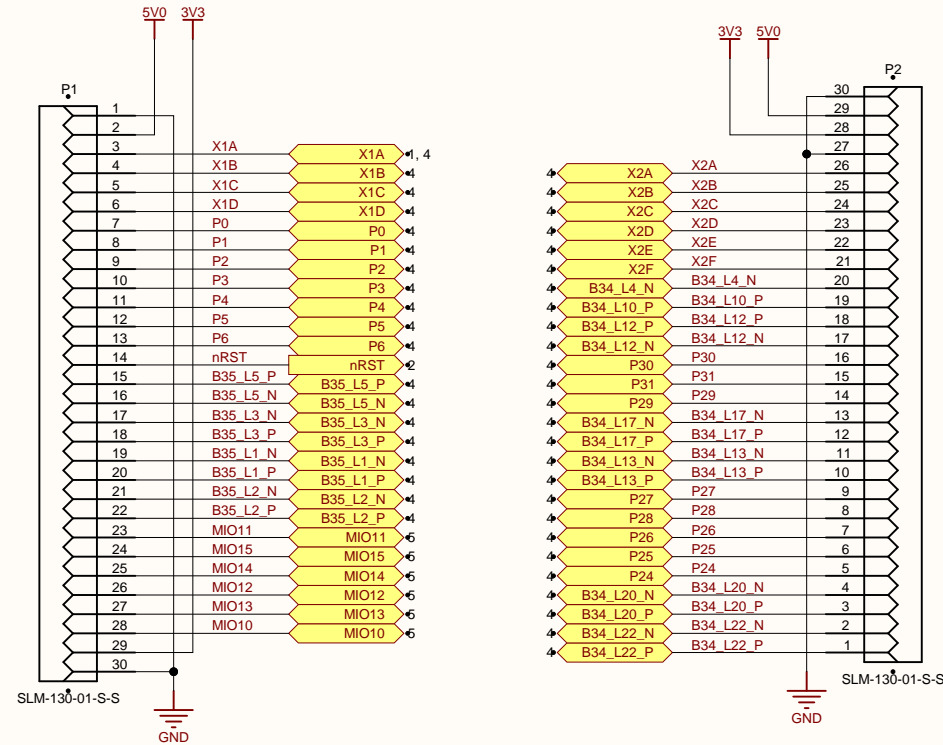 5V0 3V3
P1
1
2
3 X1A X1A 1, 4
4 X1B X1B 4
5 X1C X1C 4
6 X1D X1D 4
7 P0 P0 4
8 P1 P1 4
9 P2 P2 4
10 P3 P3 4
11 P4 P4 4
12 P5 P5 4
13 P6 P6 4
14 nRST nRST 2
15 B35_L5_P B35_L5_P 4
16 B35_L5_N B35_L5_N 4
17 B35_L3_N B35_L3_N 4
18 B35_L3_P B35_L3_P 4
19 B35_L1_N B35_L1_N 4
20 B35_L1_P B35_L1_P 4
21 B35_L2_N B35_L2_N 4
22 B35_L2_P B35_L2_P 4
23 MIO11 MIO11 5
24 MIO15 MIO15 5
25 MIO14 MIO14 5
26 MIO12 MIO12 5
27 MIO13 MIO13 5
28 MIO10 MIO10 5
29
30
SLM-130-01-S-S
GND
3V3 5V0
P2
30
29
28
27
4 X2A X2A 26
4 X2B X2B 25
4 X2C X2C 24
4 X2D X2D 23
4 X2E X2E 22
4 X2F X2F 21
4 B34_L4_N B34_L4_N 20
4 B34_L10_P B34_L10_P 19
4 B34_L12_P B34_L12_P 18
4 B34_L12_N B34_L12_N 17
4 P30 P30 16
4 P31 P31 15
4 P29 P29 14
4 B34_L17_N B34_L17_N 13
4 B34_L17_P B34_L17_P 12
4 B34_L13_N B34_L13_N 11
4 B34_L13_P B34_L13_P 10
4 P27 P27 9
4 P28 P28 8
4 P26 P26 7
4 P25 P25 6
4 P24 P24 5
4 B34_L20_N B34_L20_N 4
4 B34_L20_P B34_L20_P 3
4 B34_L22_N B34_L22_N 2
4 B34_L22_P B34_L22_P 1
SLM-130-01-S-S
GND